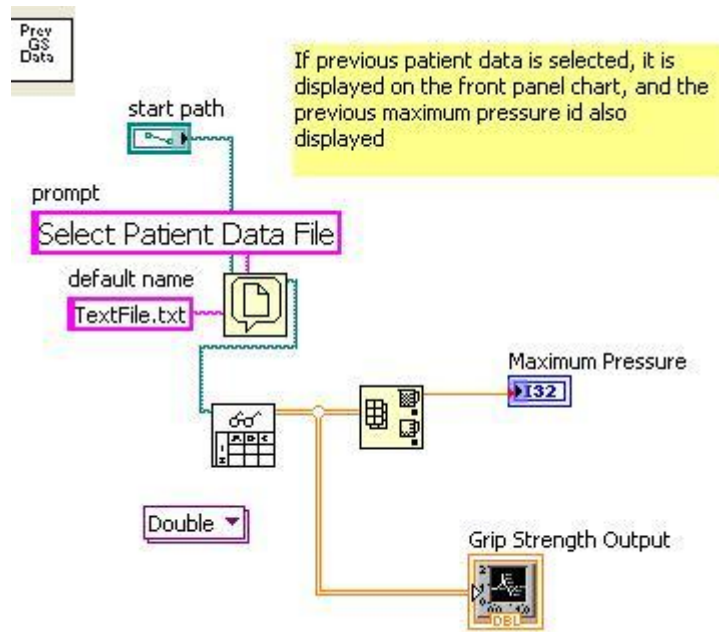 Prev
GS
Data
If previous patient data is selected, it is
displayed on the front panel chart, and the
previous maximum pressure id also
displayed
start path
prompt
Select Patient Data File
default name
TextFile.txt
Maximum Pressure
I32
Double
Grip Strength Output
DBL